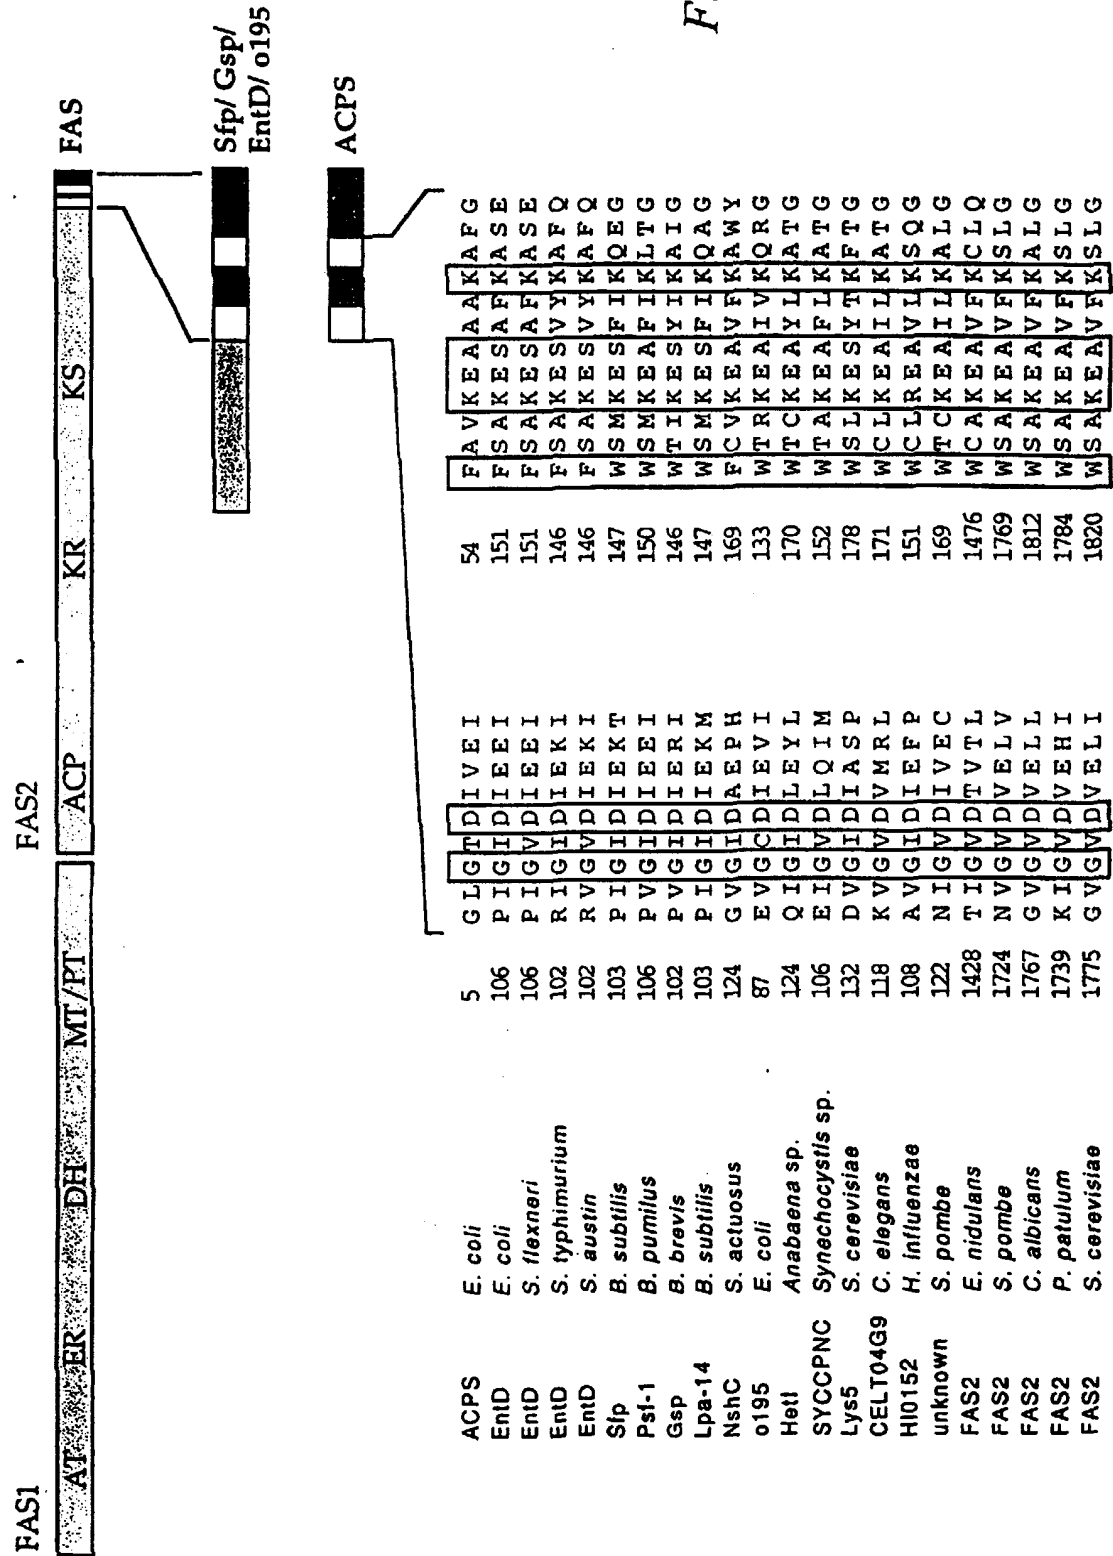 FAS1
FAS2
AT ER DH MT/PT ACP KR KS FAS
Sfp/ Gsp/
EntD/ o195
ACPS
ACPS E. coli 5 G L G T D I V E I 54 F A V K E A A A K A F G
EntD E. coli 106 P I G I D I E E I 151 F S A K E S A F K A S E
EntD S. flexneri 106 P I G V D I E E I 151 F S A K E S A F K A S E
EntD S. typhimurium 102 R I G I D I E K I 146 F S A K E S V Y K A F Q
EntD S. austin 102 R V G V D I E K I 146 F S A K E S V Y K A F Q
Sfp B. subtilis 103 P I G I D I E K T 147 W S M K E S F I K Q E G
Psf-1 B. pumilus 106 P V G I D I E E I 150 W S M K E A F I K L T G
Gsp B. brevis 102 P V G I D I E R I 146 W T I K E S Y I K A I G
Lpa-14 B. subtilis 103 P I G I D I E K M 147 W S M K E S F I K Q A G
NshC S. actuosus 124 G V G I D A E P H 169 F C V K E A V F K A W Y
o195 E. coli 87 E V G C D I E V I 133 W T R K E A I V K Q R G
HetI Anabaena sp. 124 Q I G I D L E Y L 170 W T C K E A Y L K A T G
SYCCPNC Synechocystis sp. 106 E I G V D L Q I M 152 W T A K E A F L K A T G
Lys5 S. cerevisiae 132 D V G I D I A S P 178 W S L K E S Y T K F T G
CELT04G9 C. elegans 118 K V G V D V M R L 171 W C L K E A I L K A T G
HI0152 H. influenzae 108 A V G I D I E F P 151 W C L R E A V L K S Q G
unknown S. pombe 122 N I G V D I V E C 169 W T C K E A I L K A L G
FAS2 E. nidulans 1428 T I G V D T V T L 1476 W C A K E A V F K C L Q
FAS2 S. pombe 1724 N V G V D V E L V 1769 W S A K E A V F K S L G
FAS2 C. albicans 1767 G V G V D V E L L 1812 W S A K E A V F K A L G
FAS2 P. patulum 1739 K I G V D V E H I 1784 W S A K E A V F K S L G
FAS2 S. cerevisiae 1775 G V G V D V E L I 1820 W S A K E A V F K S L G